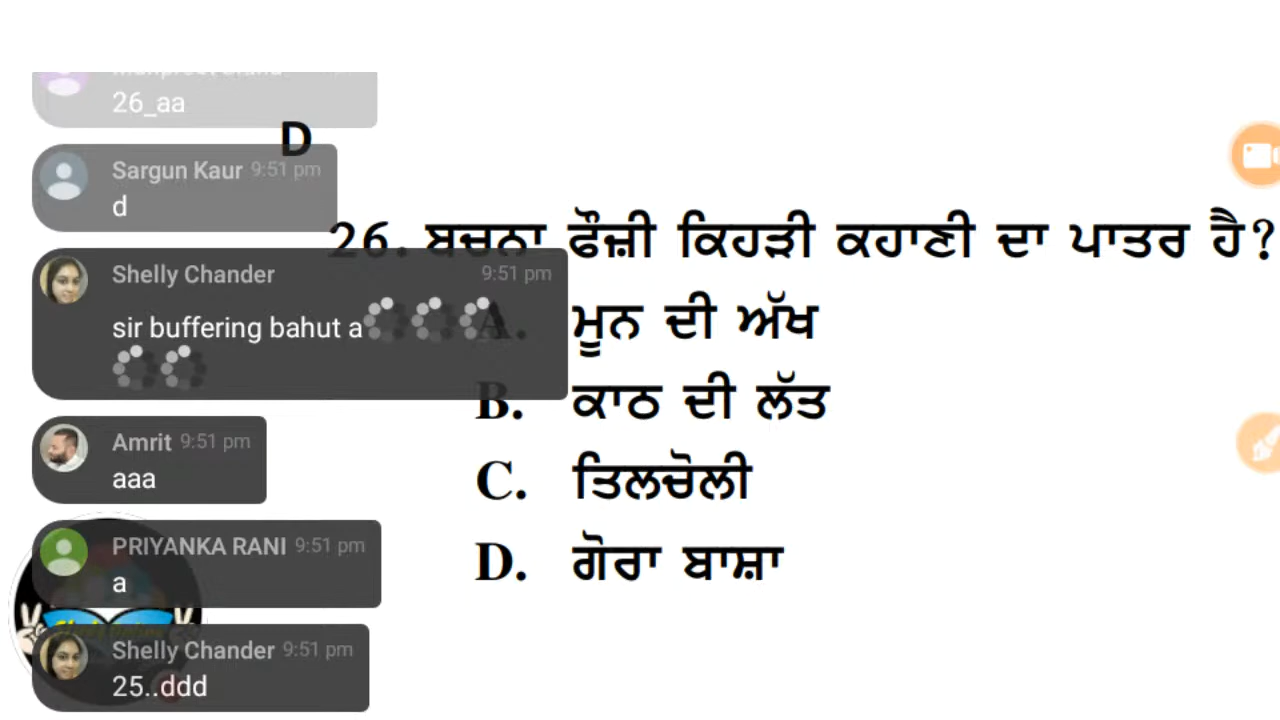 26_aa
D
Sargun Kaur 9:51 pm
d
26. ਬਚਨਾ ਫੌਜ਼ੀ ਕਿਹੜੀ ਕਹਾਣੀ ਦਾ ਪਾਤਰ ਹੈ?
Shelly Chander 9:51 pm
sir buffering bahut a
A. ਮੂਨ ਦੀ ਅੱਖ
B. ਕਾਠ ਦੀ ਲੱਤ
Amrit 9:51 pm
aaa
C. ਤਿਲਚੋਲੀ
PRIYANKA RANI 9:51 pm
a
D. ਗੋਰਾ ਬਾਸ਼ਾ
Shelly Chander 9:51 pm
25..ddd